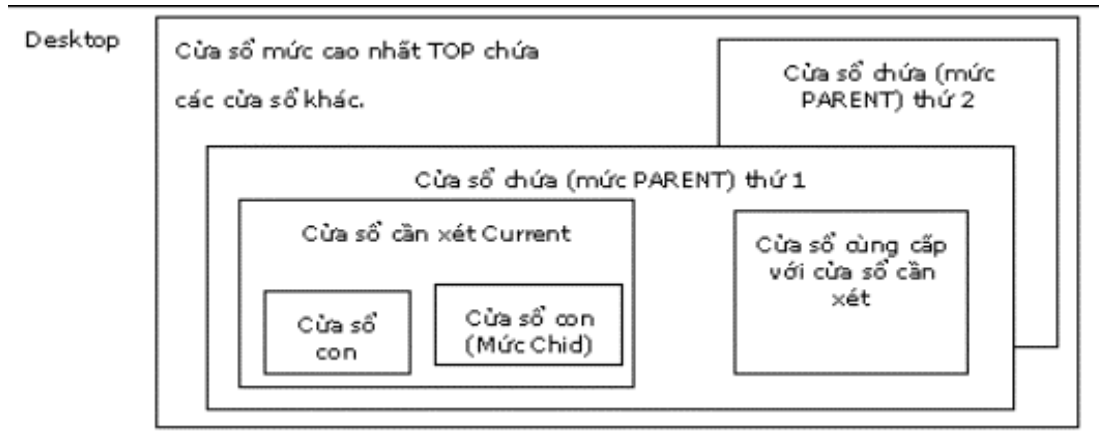 Desktop
Cửa sổ mức cao nhất TOP chứa
các cửa sổ khác.
Cửa sổ chứa (mức
PARENT) thứ 2
Cửa sổ chứa (mức PARENT) thứ 1
Cửa sổ cần xét Current
Cửa sổ
con
Cửa sổ con
(Mức Chid)
Cửa sổ cùng cấp
với cửa sổ cần
xét